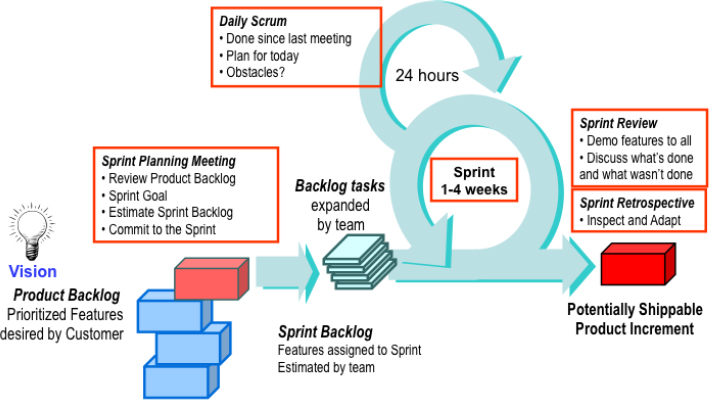 Daily Scrum
• Done since last meeting
• Plan for today
• Obstacles?
24 hours
Sprint Planning Meeting
• Review Product Backlog
• Sprint Goal
• Estimate Sprint Backlog
• Commit to the Sprint
Backlog tasks
expanded
by team
Sprint
1-4 weeks
Sprint Review
• Demo features to all
• Discuss what's done
and what wasn't done
Sprint Retrospective
• Inspect and Adapt
Vision
Product Backlog
Prioritized Features
desired by Customer
Sprint Backlog
Features assigned to Sprint
Estimated by team
Potentially Shippable
Product Increment